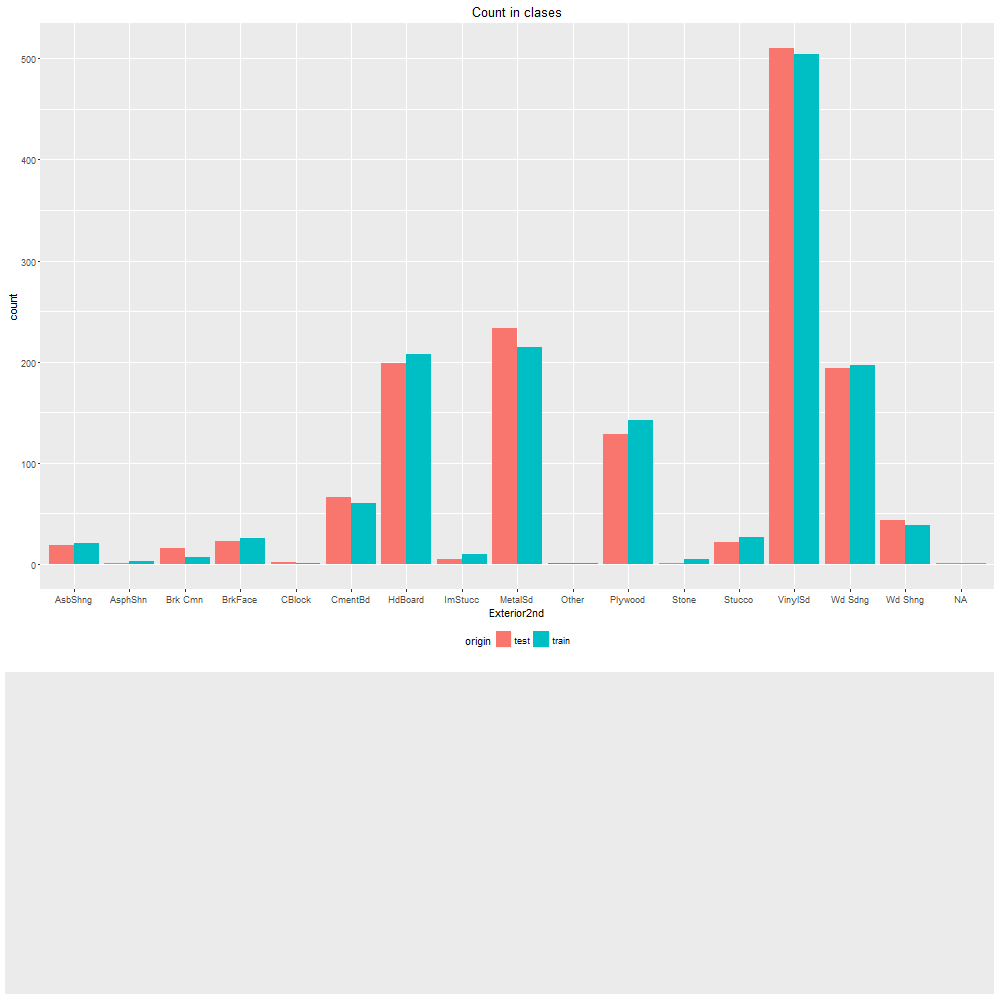 Count in clases
500
400
300
200
100
0
count
AsbShng AsphShn Brk Cmn BrkFace CBlock CmentBd HdBoard ImStucc MetalSd Other Plywood Stone Stucco VinylSd Wd Sdng Wd Shng NA
Exterior2nd
origin test train